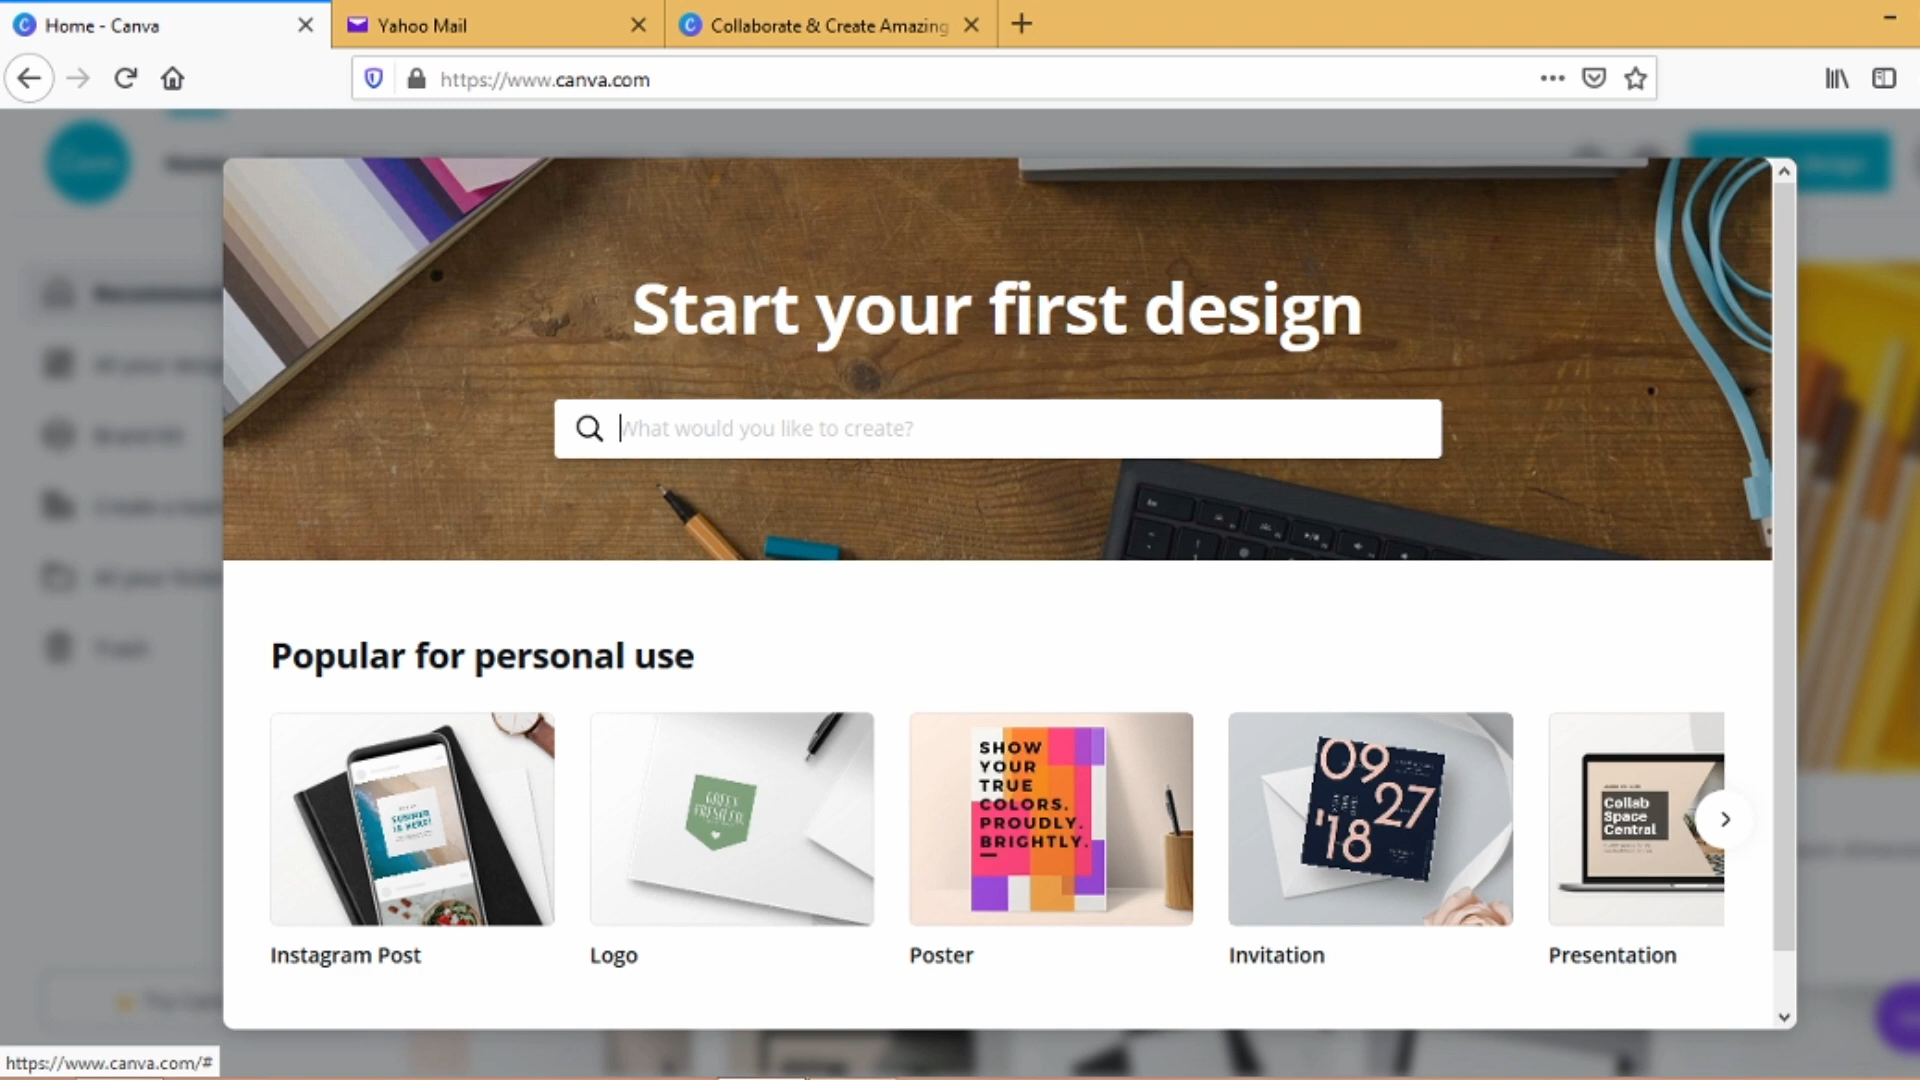 Home - Canva
Yahoo Mail
Collaborate & Create Amazing
https://www.canva.com
Start your first design
What would you like to create?
Popular for personal use
SUMMER
IS HERE!
SHOW
YOUR
TRUE
COLORS.
PROUDLY.
BRIGHTLY.
09
27
'18
Collab
Space
Central
Instagram Post
Logo
Poster
Invitation
Presentation
https://www.canva.com/#